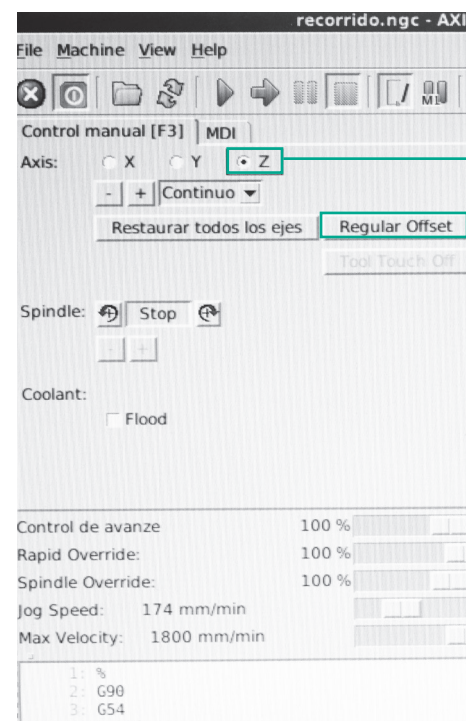 recorrido.ngc - AXI
File Machine View Help
Control manual [F3] MDI
Axis: X Y Z
- + Continuo
Restaurar todos los ejes Regular Offset
Tool Touch Off
Spindle: Stop
- +
Coolant:
Flood
Control de avanze 100 %
Rapid Override: 100 %
Spindle Override: 100 %
Jog Speed: 174 mm/min
Max Velocity: 1800 mm/min
1: %
2: G90
3: G54